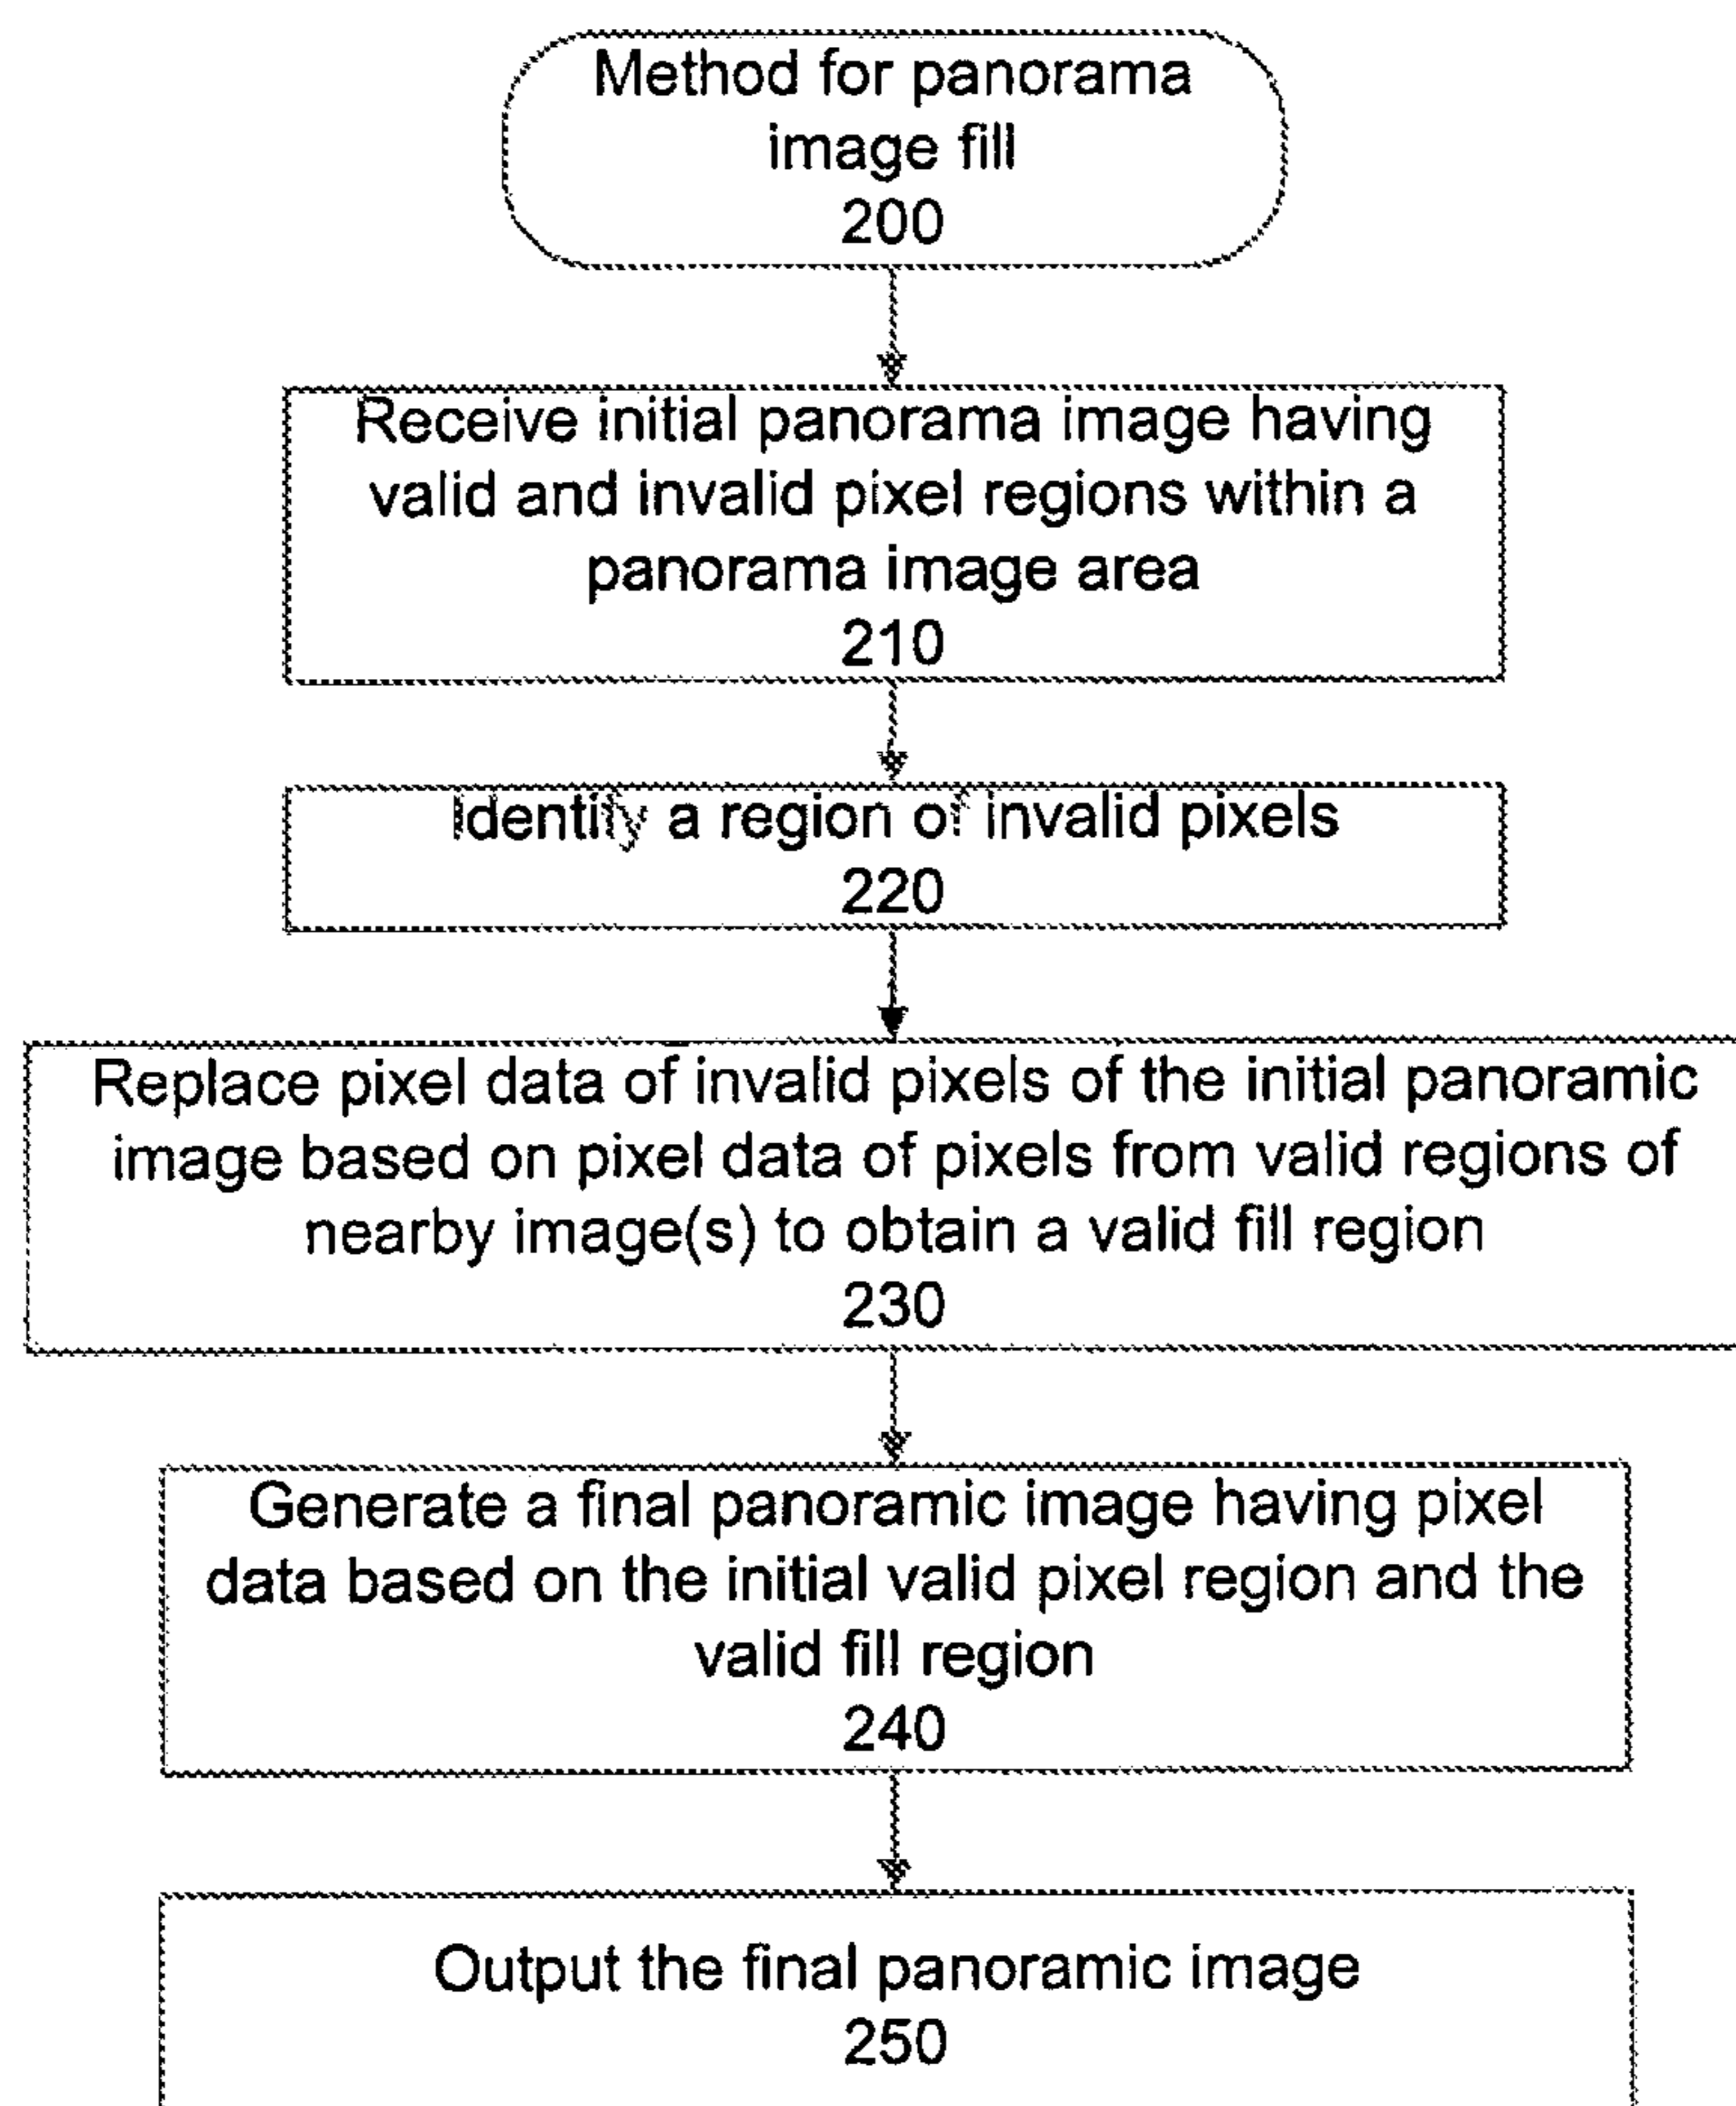 Method for panorama
image fill
200
Receive initial panorama image having
valid and invalid pixel regions within a
panorama image area
210
Identify a region of invalid pixels
220
Replace pixel data of invalid pixels of the initial panoramic
image based on pixel data of pixels from valid regions of
nearby image(s) to obtain a valid fill region
230
Generate a final panoramic image having pixel
data based on the initial valid pixel region and the
valid fill region
240
Output the final panoramic image
250